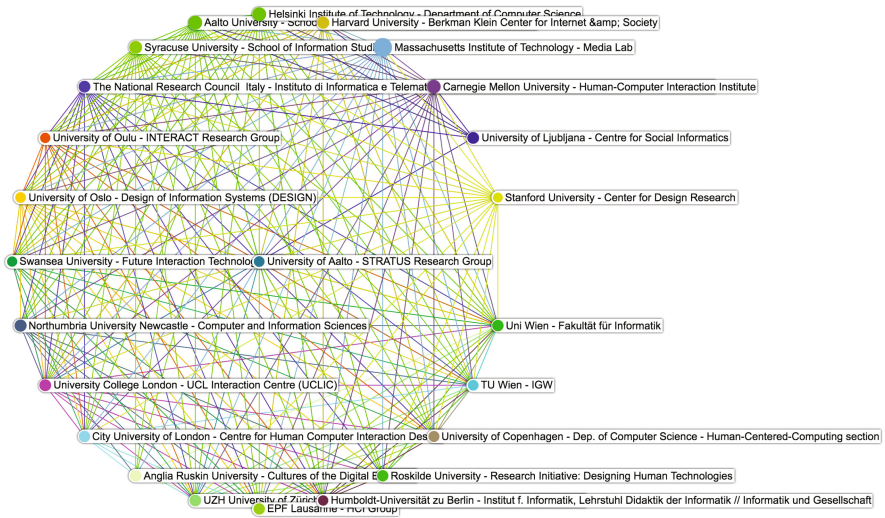 Helsinki Institute of Technology - Department of Computer Science
Aalto University - Schoo
Harvard University - Berkman Klein Center for Internet &amp; Society
Syracuse University - School of Information Studi
Massachusetts Institute of Technology - Media Lab
The National Research Council  Italy - Instituto di Informatica e Telemat
Carnegie Mellon University - Human-Computer Interaction Institute
University of Oulu - INTERACT Research Group
University of Ljubljana - Centre for Social Informatics
University of Oslo - Design of Information Systems (DESIGN)
Stanford University - Center for Design Research
Swansea University - Future Interaction Technolog
University of Aalto - STRATUS Research Group
Northumbria University Newcastle - Computer and Information Sciences
Uni Wien - Fakultät für Informatik
University College London - UCL Interaction Centre (UCLIC)
TU Wien - IGW
City University of London - Centre for Human Computer Interaction Des
University of Copenhagen - Dep. of Computer Science - Human-Centered-Computing section
Anglia Ruskin University - Cultures of the Digital E
Roskilde University - Research Initiative: Designing Human Technologies
UZH University of Zürich
Humboldt-Universität zu Berlin - Institut f. Informatik, Lehrstuhl Didaktik der Informatik // Informatik und Gesellschaft
EPF Lausanne - HCI Group